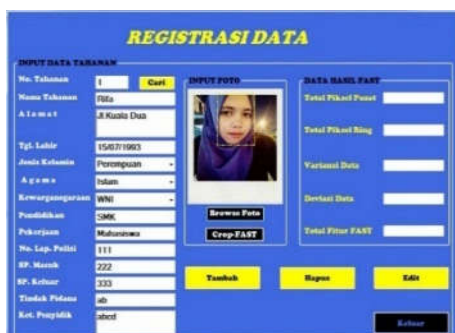 REGISTRASI DATA
INPUT DATA TAHANAN
No. Tahanan 1 Cari
Nama Tahanan Rifa
Alamat Jl Kuala Dua
Tgl. Lahir 15/07/1993
Jenis Kelamin Perempuan
Agama Islam
Kewarganegaraan WNI
Pendidikan SMK
Pekerjaan Mahasiswa
No. Lap. Polisi 111
SP. Masuk 222
SP. Keluar 333
Tindak Pidana ab
Ket. Penyidik abcd
INPUT FOTO
Browse Foto
Crop FAST
DATA HASIL FAST
Total Piksel Pusat
Total Piksel Ring
Variansi Data
Deviasi Data
Total Fitur FAST
Tambah Hapus Edit
Keluar